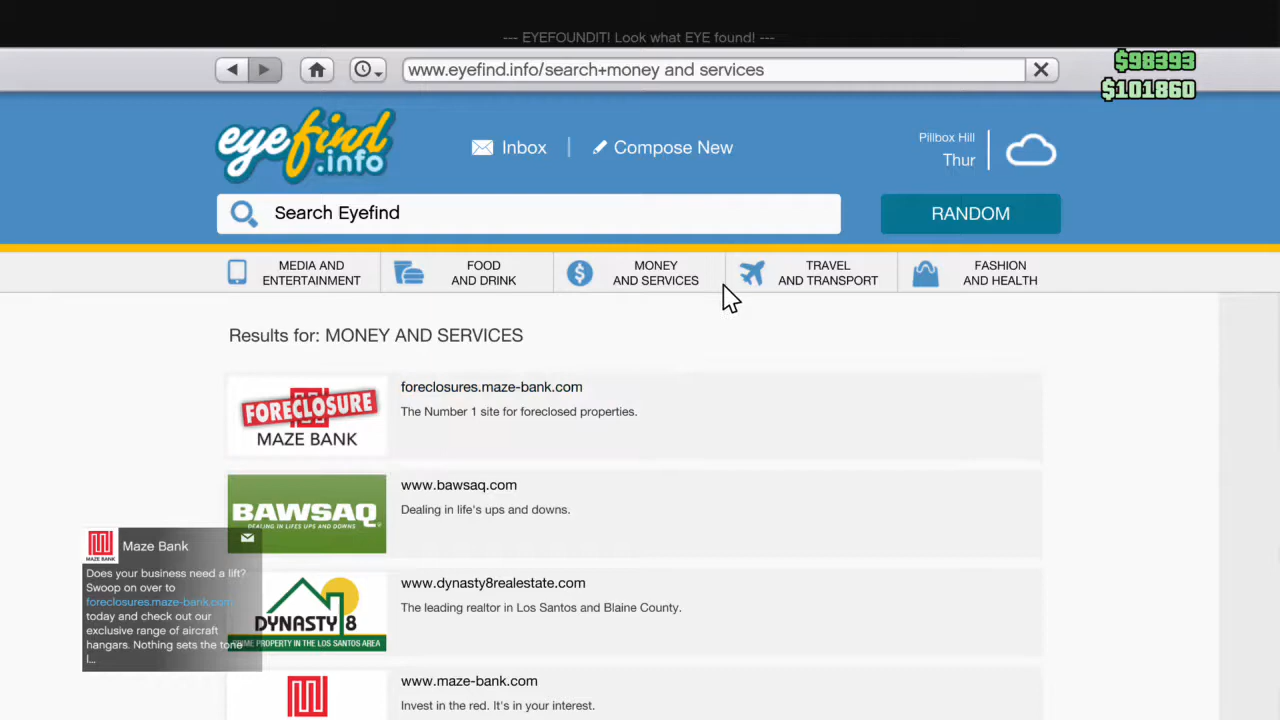 --- EYEFOUNDIT! Look what EYE found! ---
www.eyefind.info/search+money and services
$98393
$101860
eyefind
.info
Inbox
Compose New
Pillbox Hill
Thur
Search Eyefind
RANDOM
MEDIA AND
ENTERTAINMENT
FOOD
AND DRINK
MONEY
AND SERVICES
TRAVEL
AND TRANSPORT
FASHION
AND HEALTH
Results for: MONEY AND SERVICES
FORECLOSURE
MAZE BANK
foreclosures.maze-bank.com
The Number 1 site for foreclosed properties.
BAWSAQ
DEALING IN LIFES UPS AND DOWNS
www.bawsaq.com
Dealing in life's ups and downs.
DYNASTY 8
PRIME PROPERTY IN THE LOS SANTOS AREA
www.dynasty8realestate.com
The leading realtor in Los Santos and Blaine County.
www.maze-bank.com
Invest in the red. It's in your interest.
MAZE BANK
Maze Bank
Does your business need a lift?
Swoop on over to
foreclosures.maze-bank.com
today and check out our
exclusive range of aircraft
hangars. Nothing sets the tone
l...